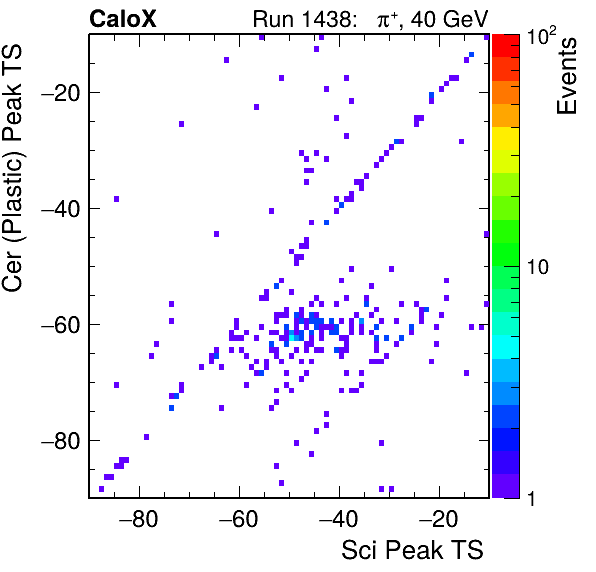 CaloX Run 1438: π⁺, 40 GeV
Cer (Plastic) Peak TS
−20
−40
−60
−80
−80 −60 −40 −20
Sci Peak TS
10²
10
1
Events